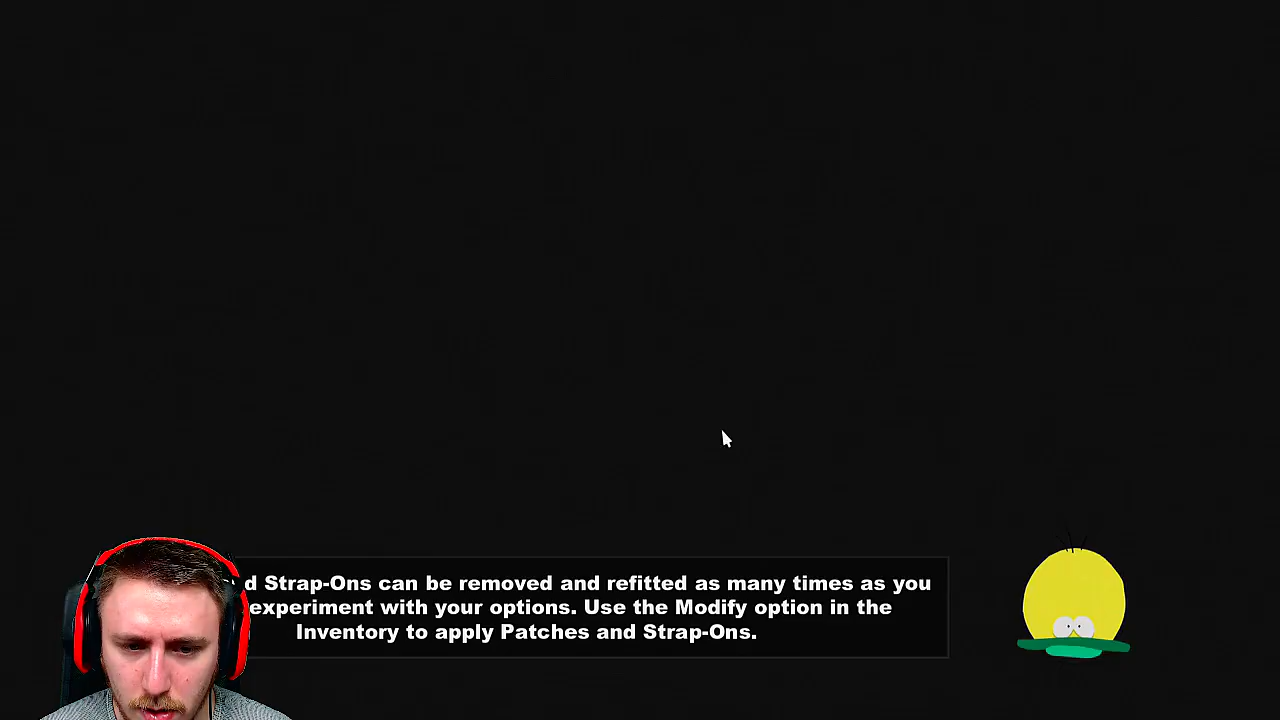 Strap-Ons can be removed and refitted as many times as you
experiment with your options. Use the Modify option in the
Inventory to apply Patches and Strap-Ons.